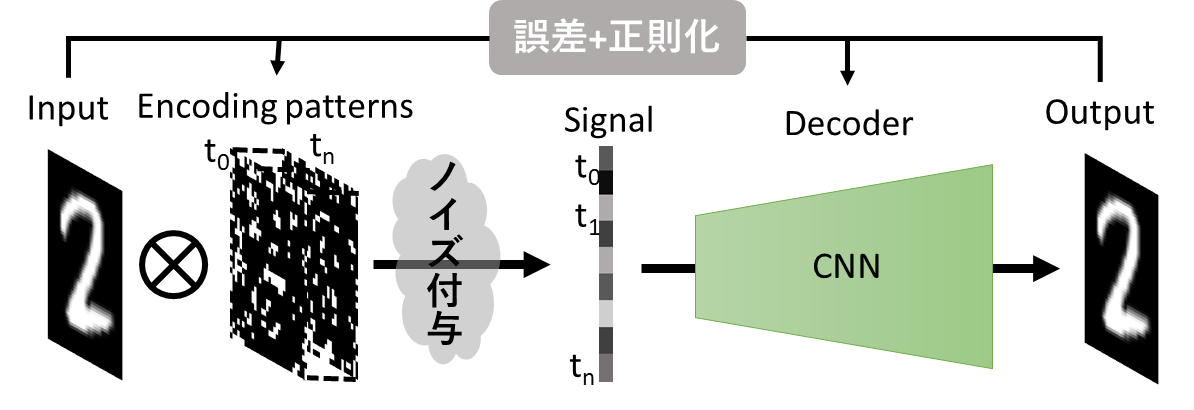 誤差+正則化
Input
Encoding patterns
t0
tn
ノイズ付与
Signal
t0
t1
tn
Decoder
CNN
Output